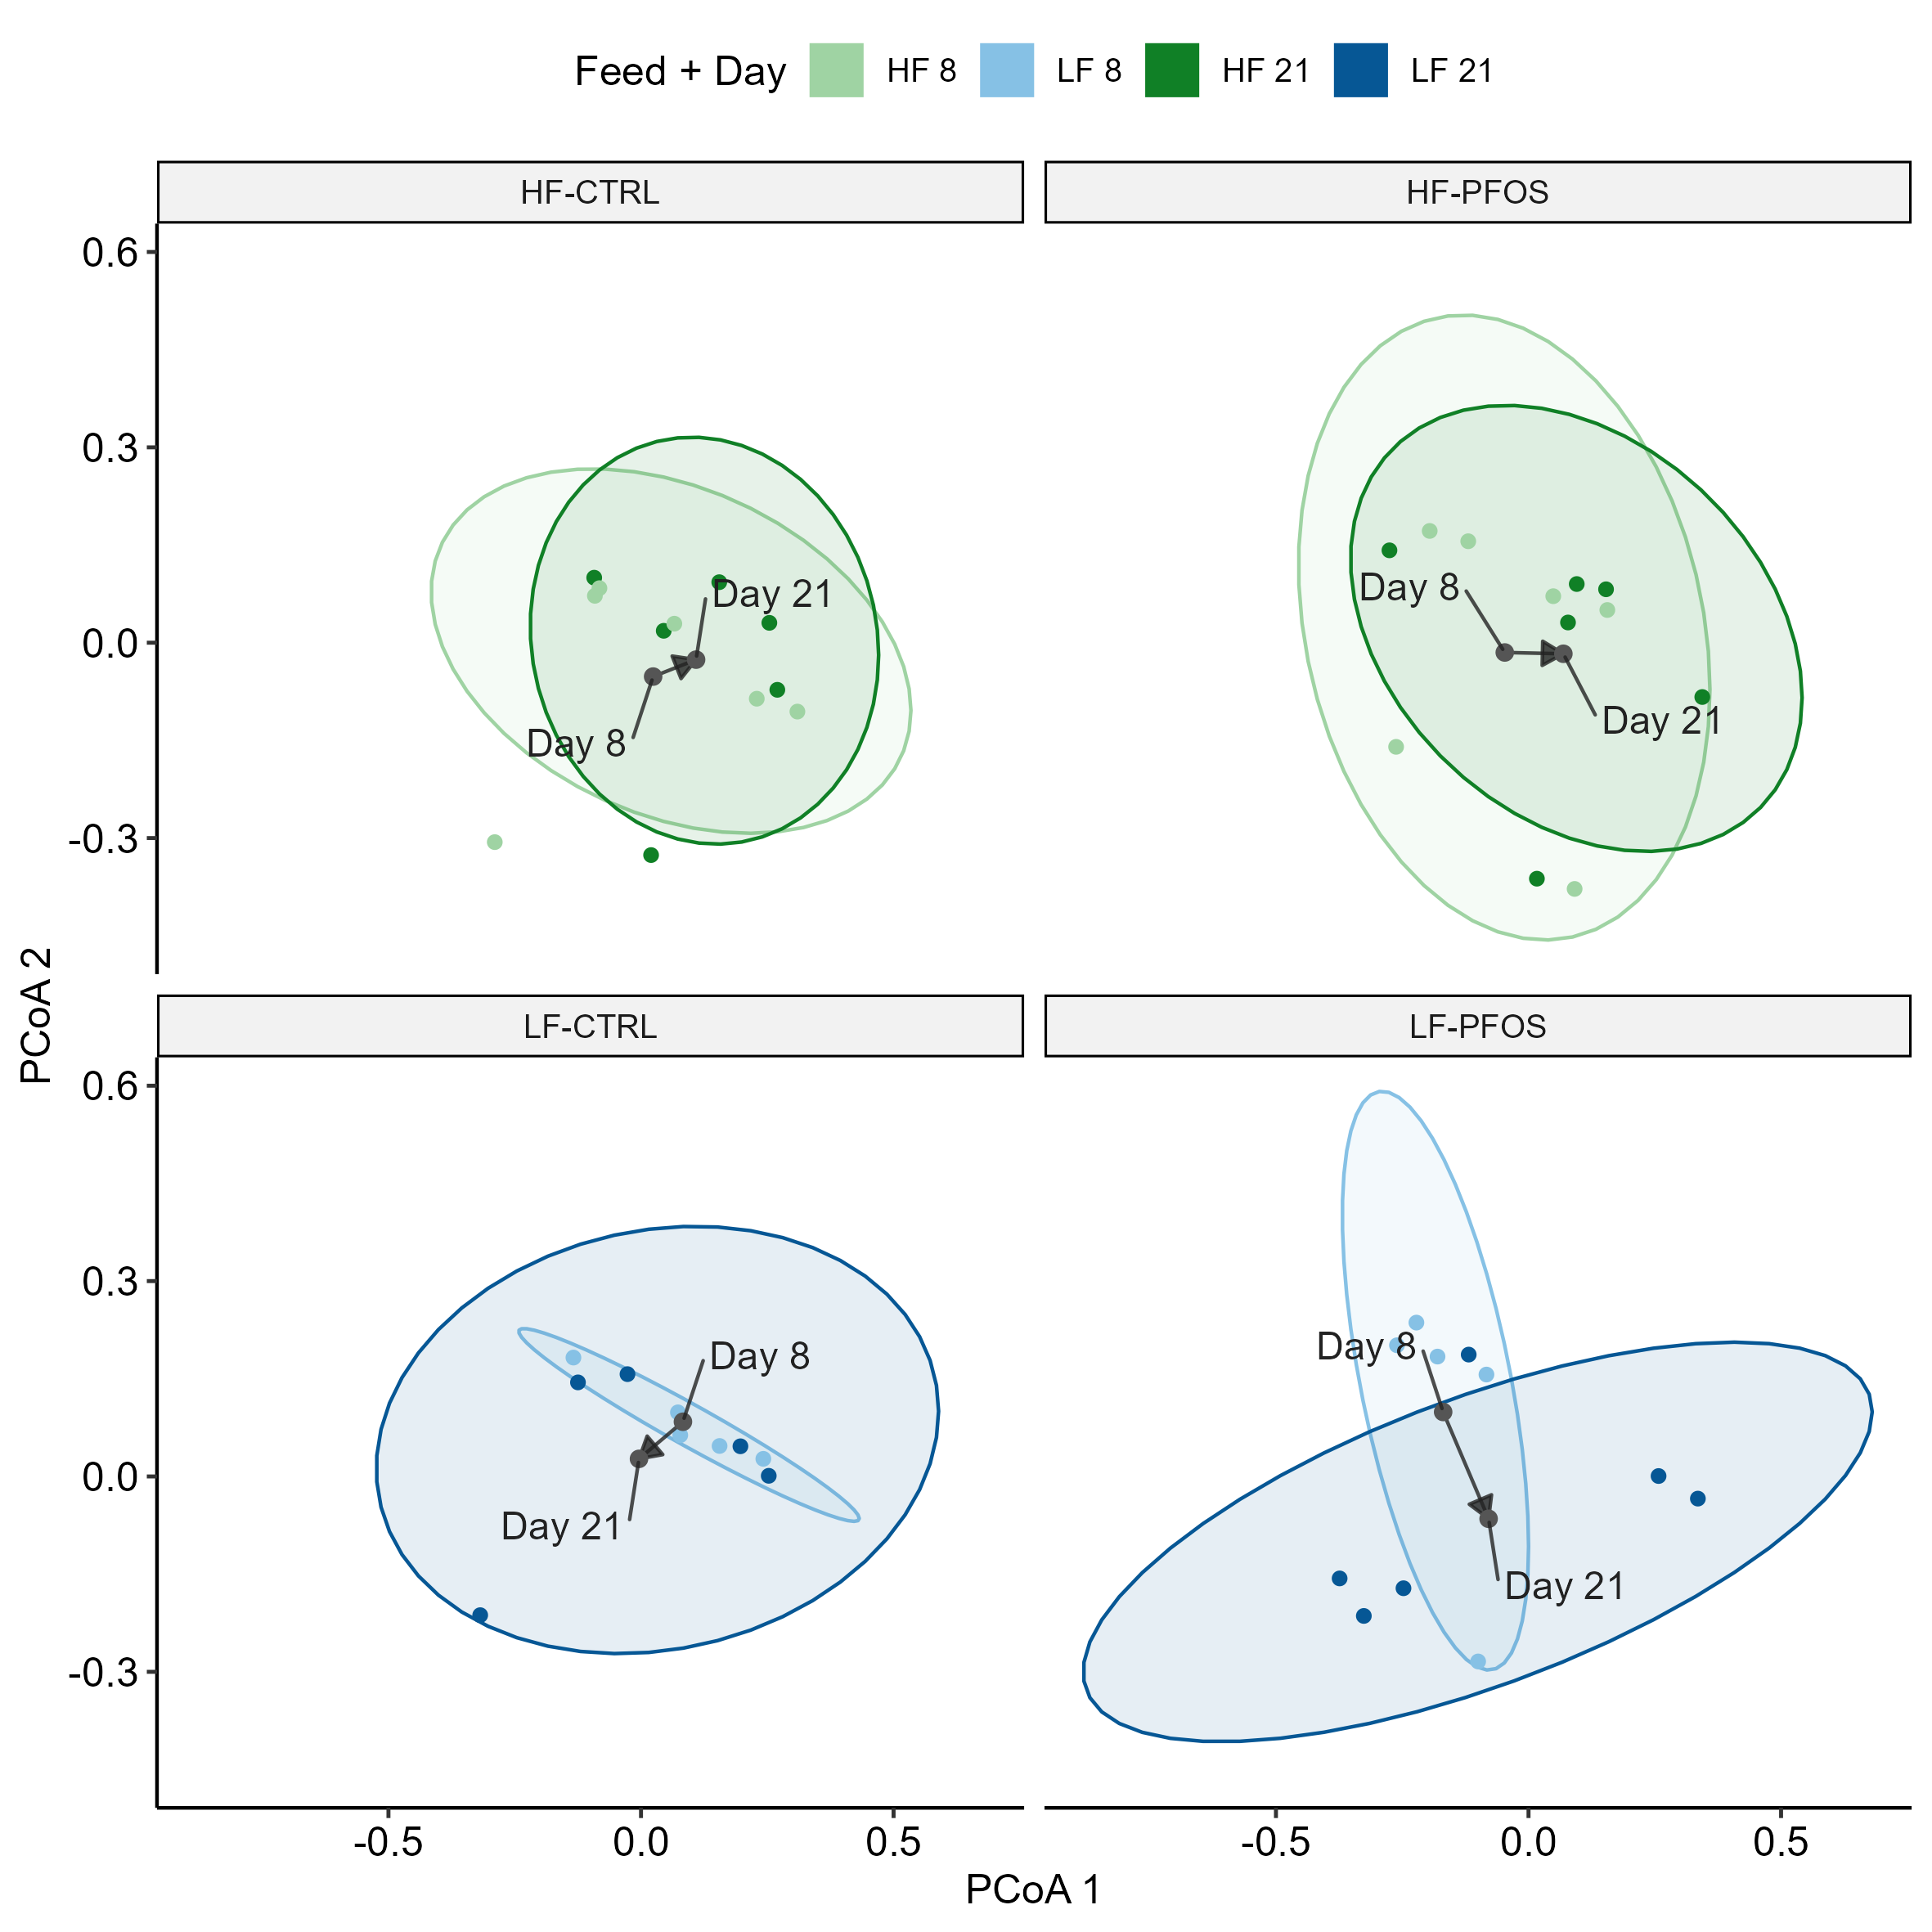 Feed + Day HF 8 LF 8 HF 21 LF 21
HF-CTRL HF-PFOS
0.6
0.3
0.0
-0.3
Day 21
Day 8
Day 8
Day 21
PCoA 2
LF-CTRL LF-PFOS
0.6
0.3
0.0
-0.3
Day 8
Day 21
Day 8
Day 21
-0.5 0.0 0.5 -0.5 0.0 0.5
PCoA 1